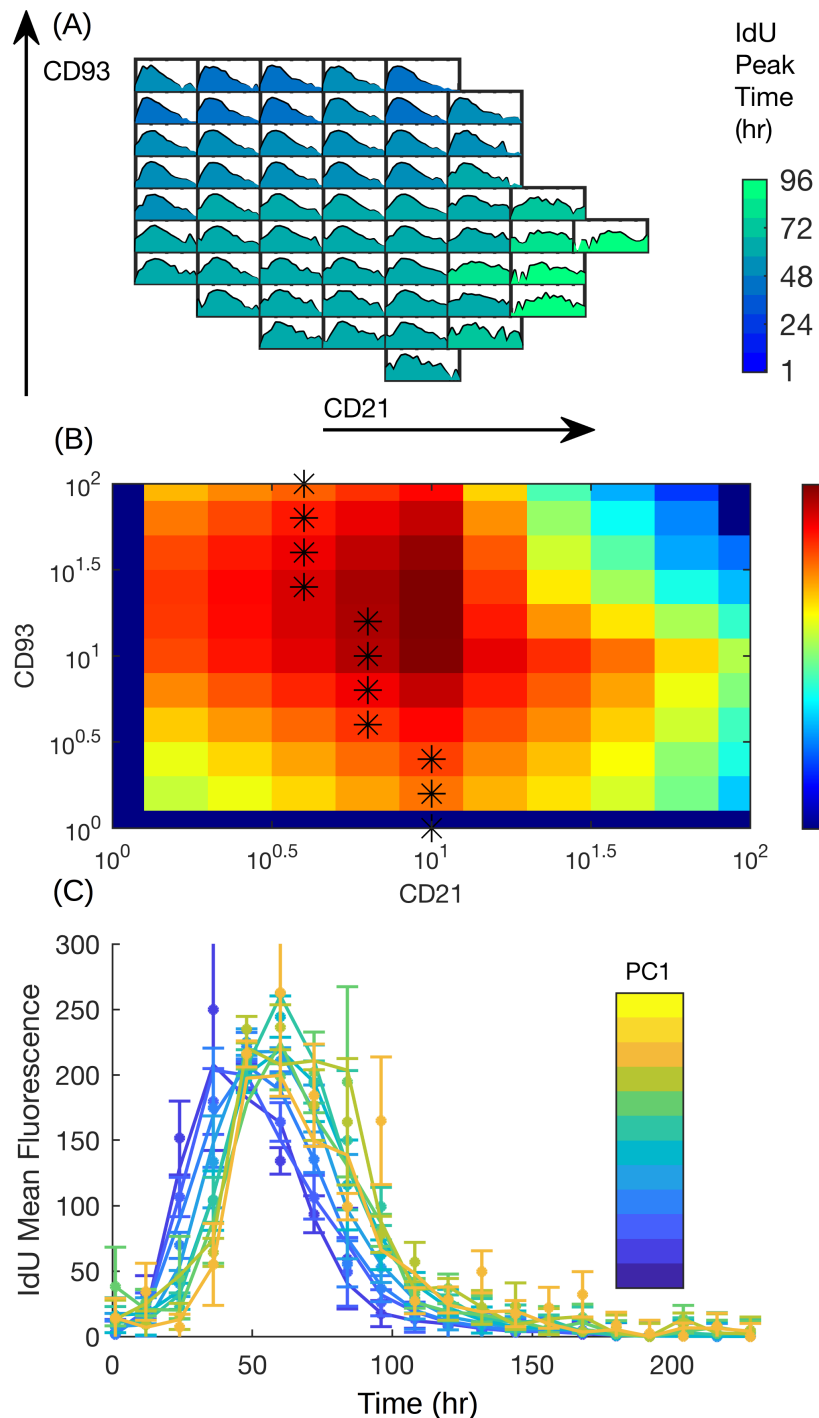 (A)
CD93
IdU
Peak
Time
(hr)
96
72
48
24
1
CD21
(B)
10^2
10^1.5
10^1
10^0.5
10^0
CD93
10^0 10^0.5 10^1 10^1.5 10^2
CD21
(C)
300
250
200
150
100
50
0
IdU Mean Fluorescence
PC1
0 50 100 150 200
Time (hr)